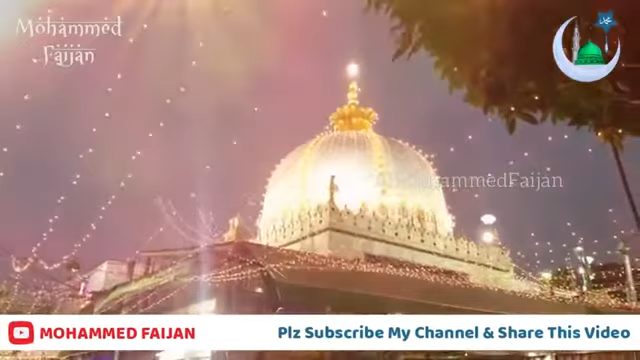 Mohammed
Faijan
MohammedFaijan
MOHAMMED FAIJAN
Plz Subscribe My Channel & Share This Video